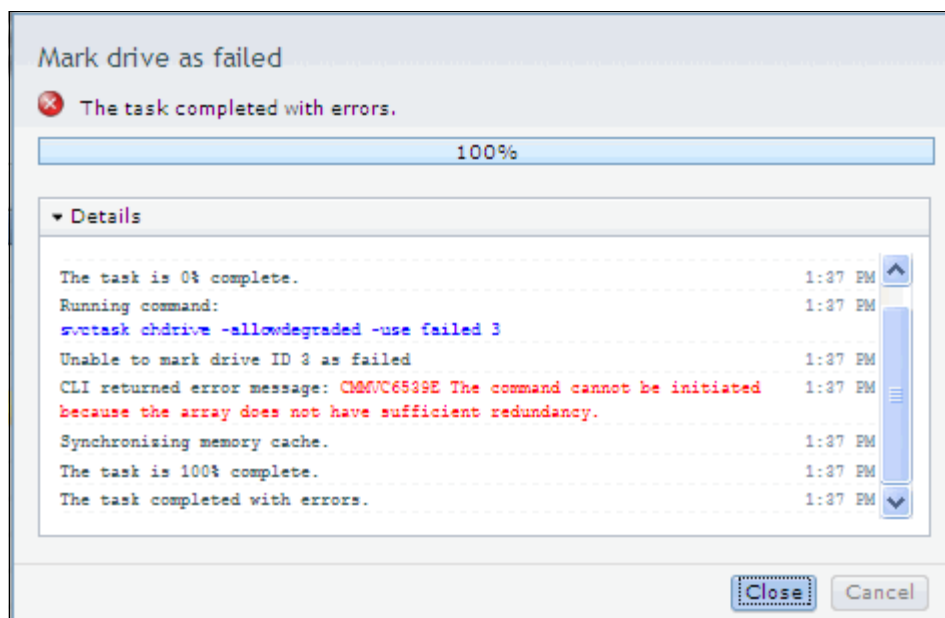 Mark drive as failed
The task completed with errors.
100%
Details
The task is 0% complete. 1:37 PM
Running command: 1:37 PM
svctask chdrive -allowdegraded -use failed 3
Unable to mark drive ID 3 as failed 1:37 PM
CLI returned error message: CMMVC6539E The command cannot be initiated 1:37 PM
because the array does not have sufficient redundancy.
Synchronizing memory cache. 1:37 PM
The task is 100% complete. 1:37 PM
The task completed with errors. 1:37 PM
Close Cancel